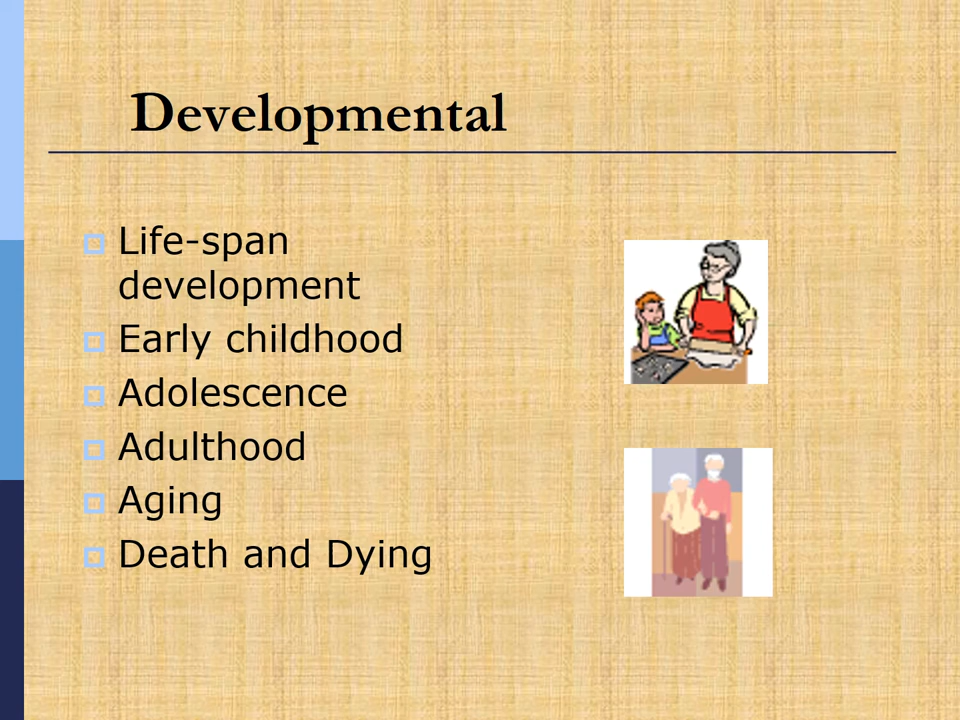 Developmental
Life-span
development
Early childhood
Adolescence
Adulthood
Aging
Death and Dying